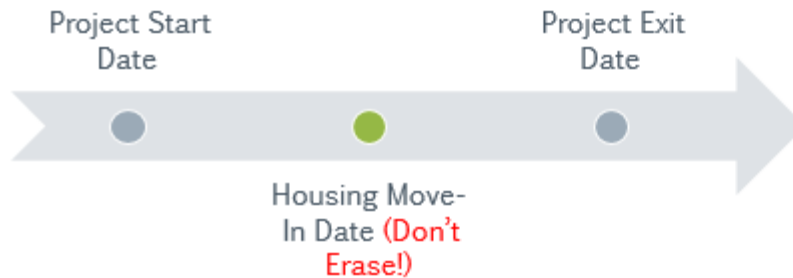 Project Start
Date
Project Exit
Date
Housing Move-
In Date (Don't
Erase!)